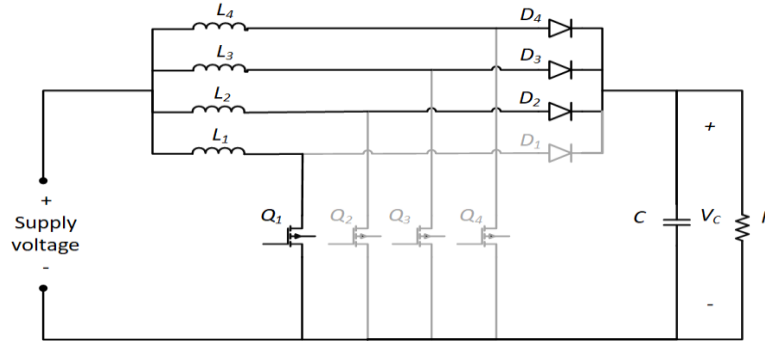 L4 D4
L3 D3
L2 D2
L1 D1
+
+
Supply
voltage
-
Q1 Q2 Q3 Q4
C VC
-